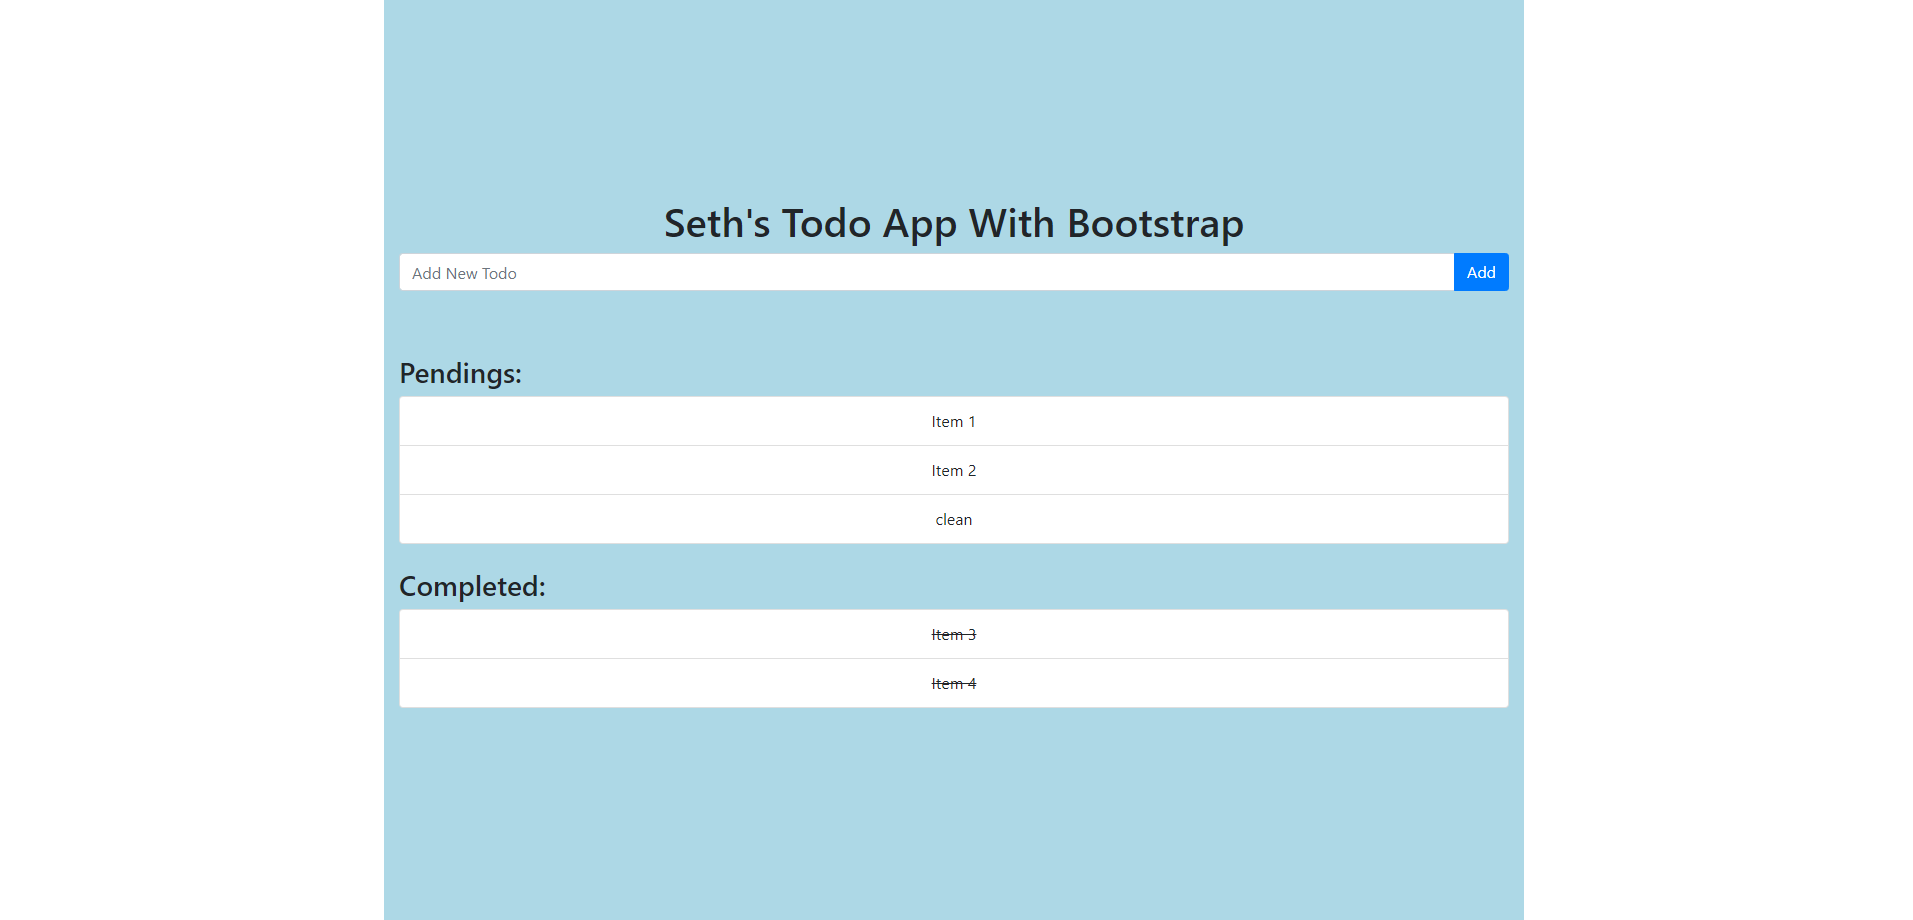 Seth's Todo App With Bootstrap
Add New Todo
Add
Pendings:
Item 1
Item 2
clean
Completed:
Item 3
Item 4